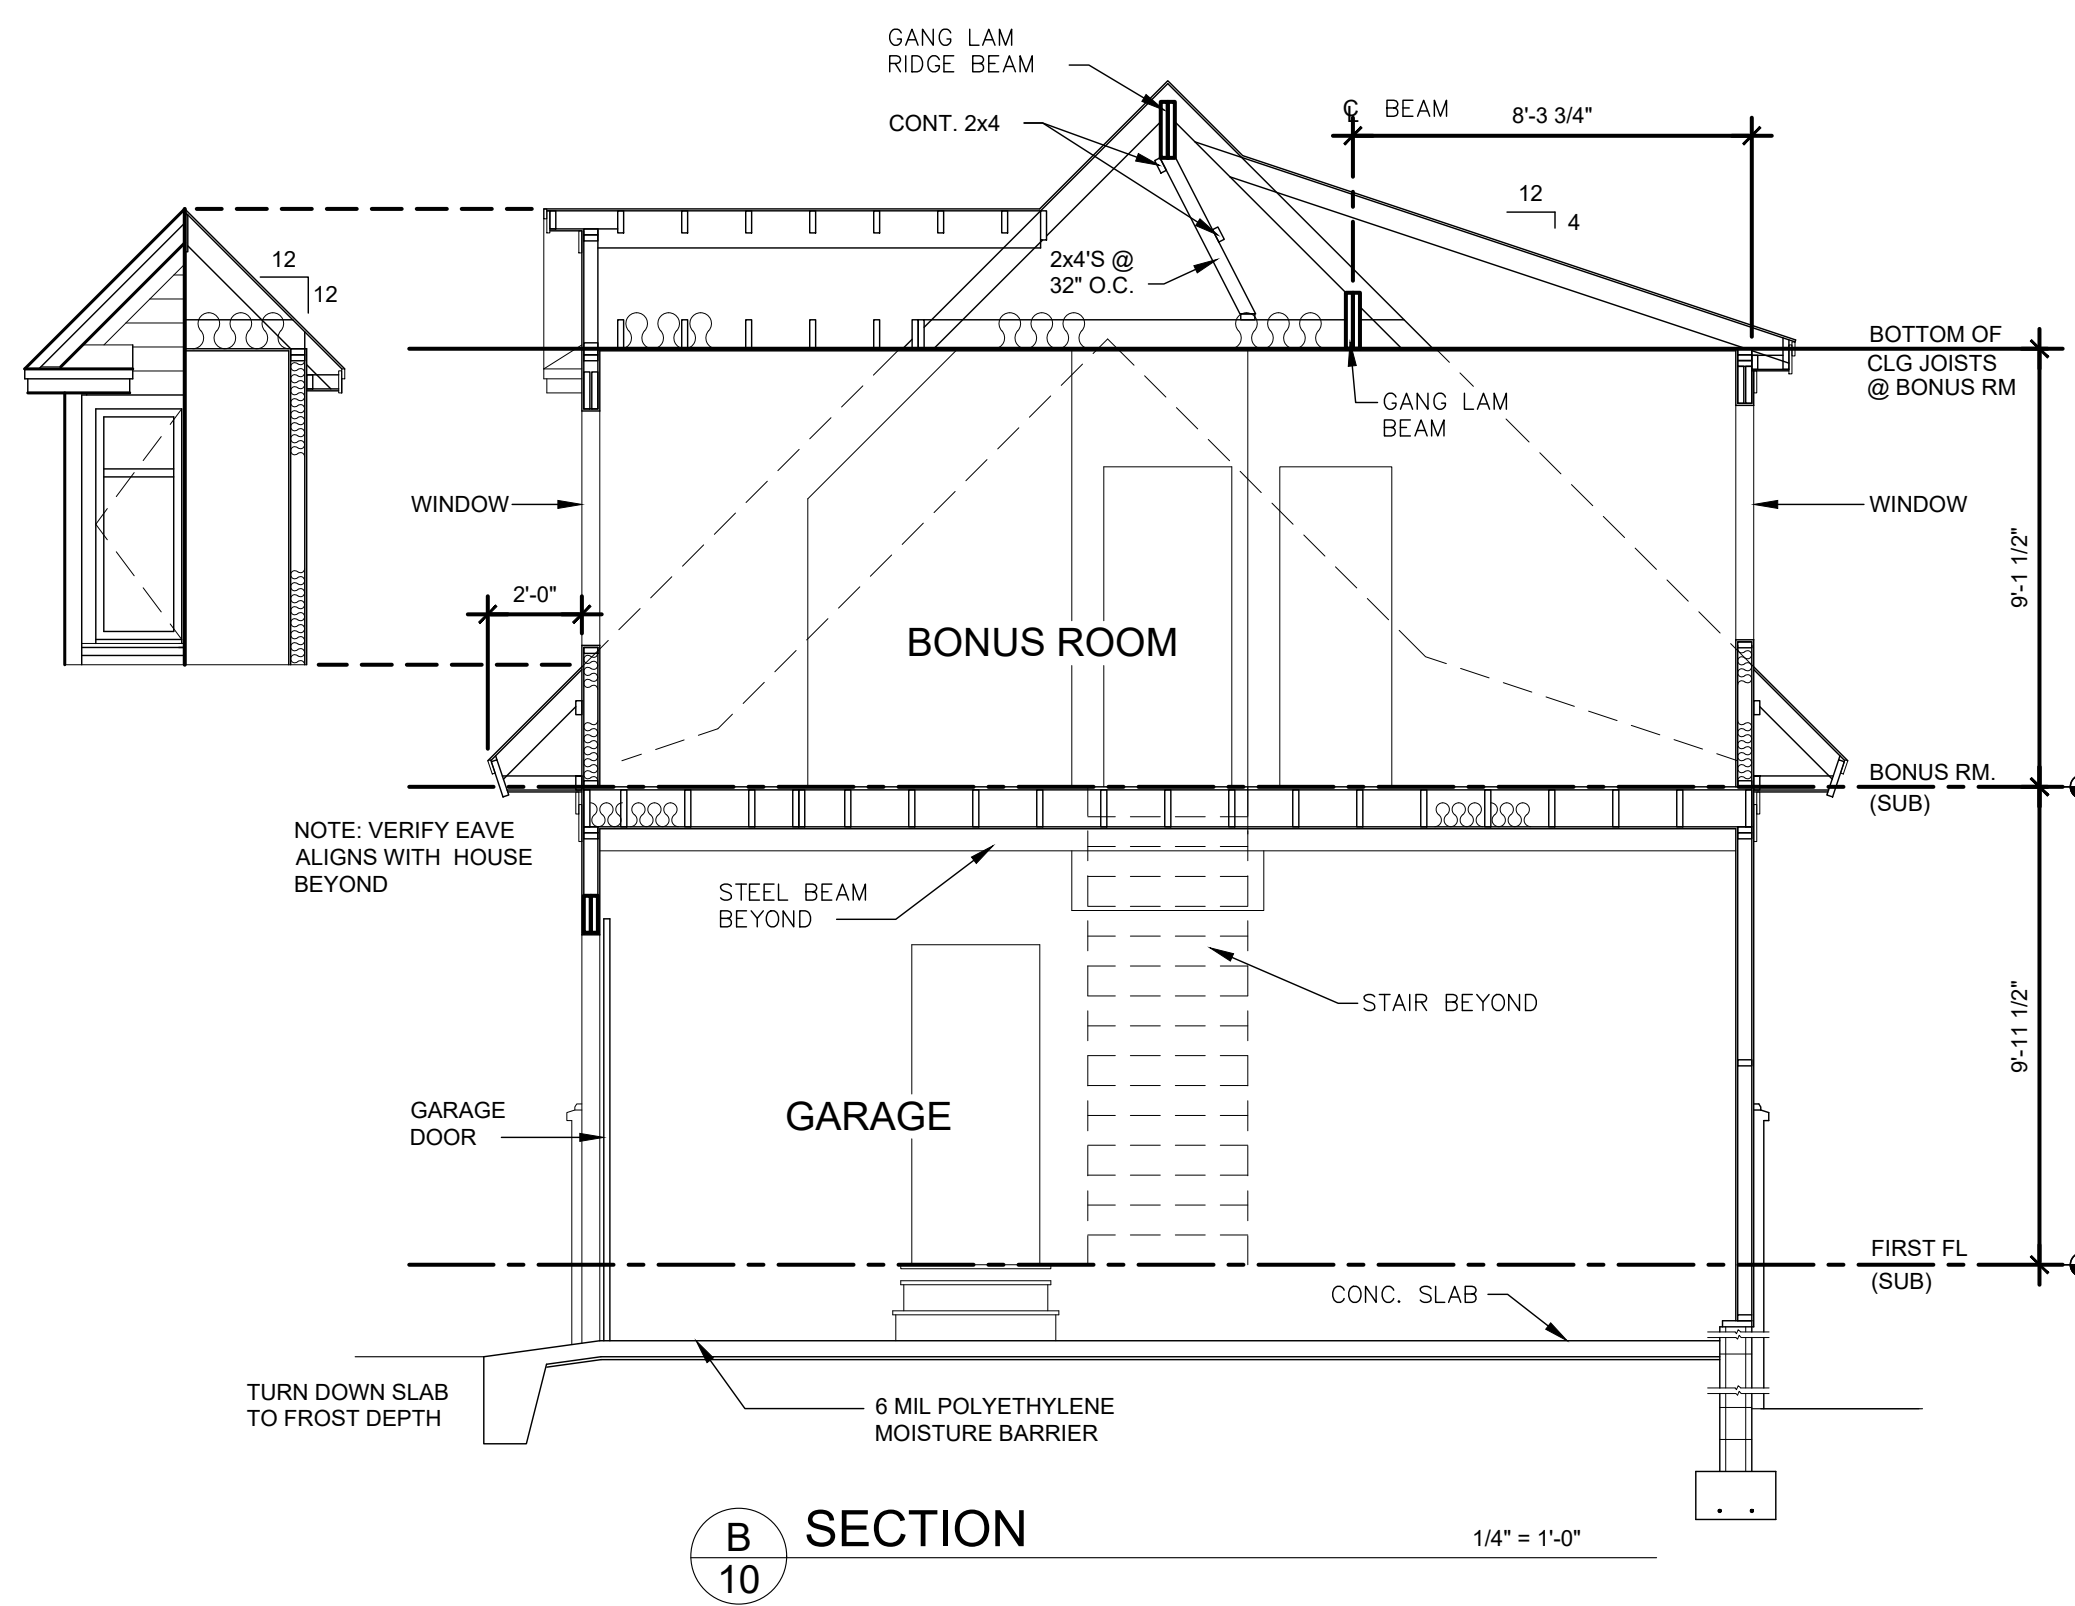 GANG LAM
RIDGE BEAM
CONT. 2x4
℄ BEAM
8'-3 3/4"
12
4
12
12
2x4'S @
32" O.C.
BOTTOM OF
CLG JOISTS
@ BONUS RM
GANG LAM
BEAM
WINDOW
WINDOW
9'-1 1/2"
2'-0"
BONUS ROOM
BONUS RM.
(SUB)
NOTE: VERIFY EAVE
ALIGNS WITH HOUSE
BEYOND
STEEL BEAM
BEYOND
STAIR BEYOND
9'-11 1/2"
GARAGE
DOOR
GARAGE
FIRST FL
(SUB)
CONC. SLAB
TURN DOWN SLAB
TO FROST DEPTH
6 MIL POLYETHYLENE
MOISTURE BARRIER
B
10
SECTION
1/4" = 1'-0"